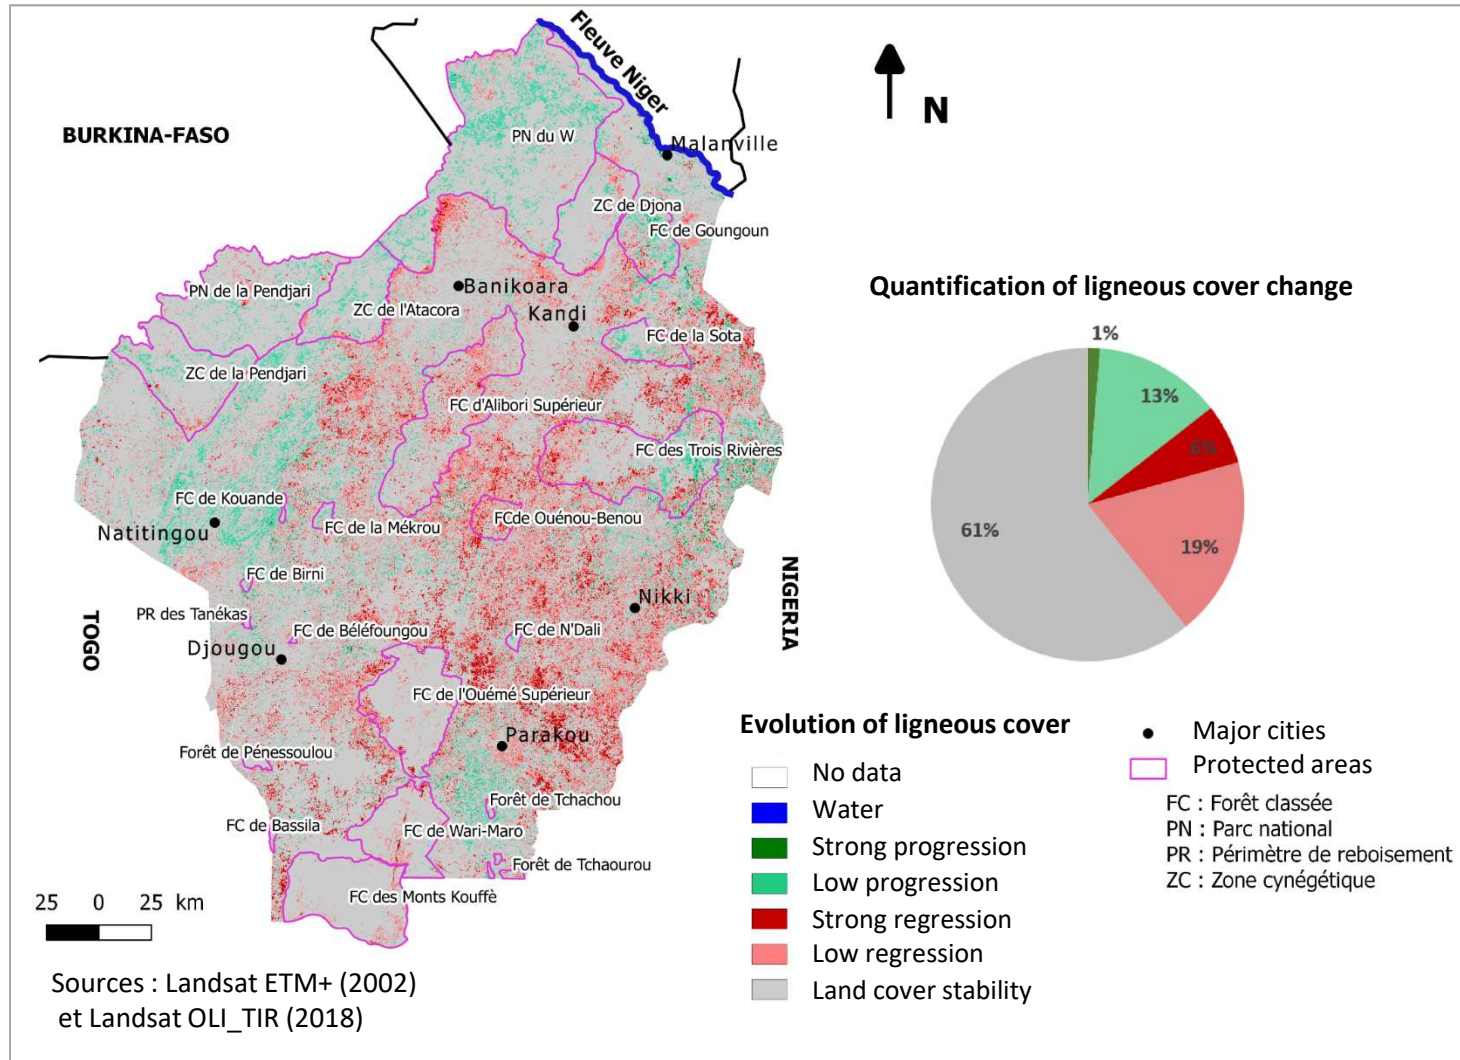 Fleuve Niger
N
BURKINA-FASO
PN du W
Malanville
ZC de Djona
FC de Goungoun
PN de la Pendjari
Banikoara
ZC de l'Atacora
Kandi
FC de la Sota
ZC de la Pendjari
FC d'Alibori Supérieur
FC des Trois Rivières
FC de Kouande
FC de la Mékrou
FCde Ouénou-Benou
Natitingou
FC de Birni
NIGERIA
Nikki
PR des Tanékas
TOGO
FC de Béléfoungou
FC de N'Dali
Djougou
FC de l'Ouémé Supérieur
Parakou
Forêt de Pénessoulou
Forêt de Tchachou
FC de Bassila
FC de Wari-Maro
Forêt de Tchaourou
FC des Monts Kouffè
25 0 25 km
Sources : Landsat ETM+ (2002)
et Landsat OLI_TIR (2018)
Quantification of ligneous cover change
1%
13%
6%
19%
61%
Evolution of ligneous cover
No data
Water
Strong progression
Low progression
Strong regression
Low regression
Land cover stability
Major cities
Protected areas
FC : Forêt classée
PN : Parc national
PR : Périmètre de reboisement
ZC : Zone cynégétique